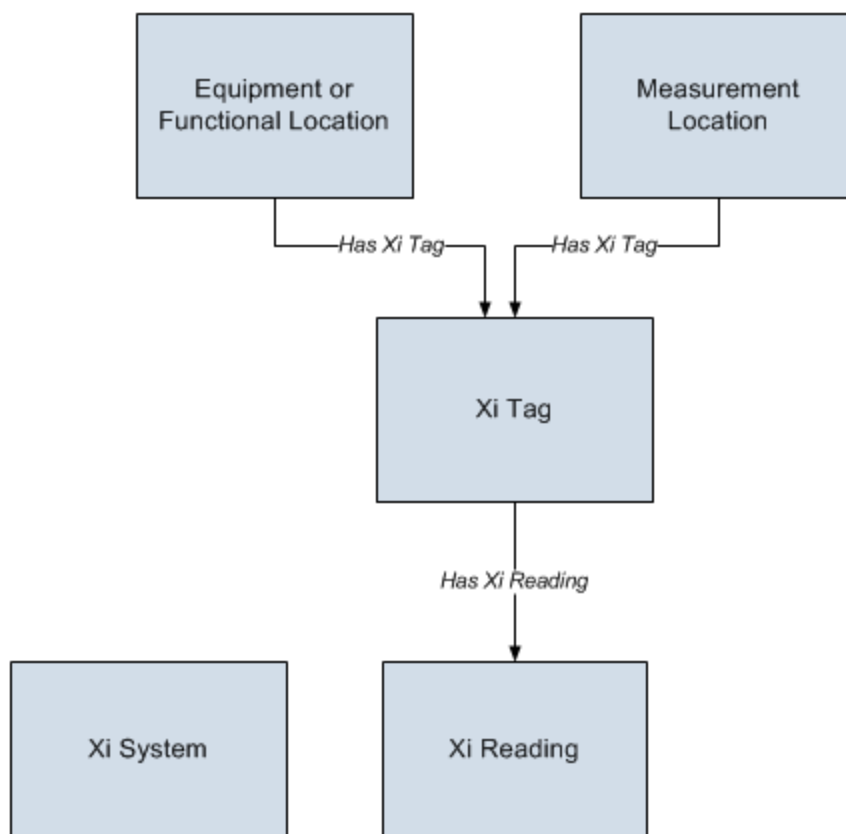 Equipment or
Functional Location
Measurement
Location
Has Xi Tag
Has Xi Tag
Xi Tag
Has Xi Reading
Xi System
Xi Reading